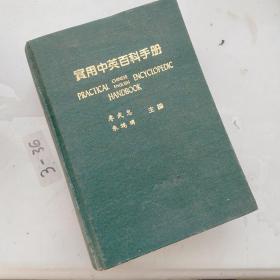 實用中英百科手册
CHINESE
PRACTICAL ENGLISH ENCYCLOPEDIC
HANDBOOK
主編
3-36